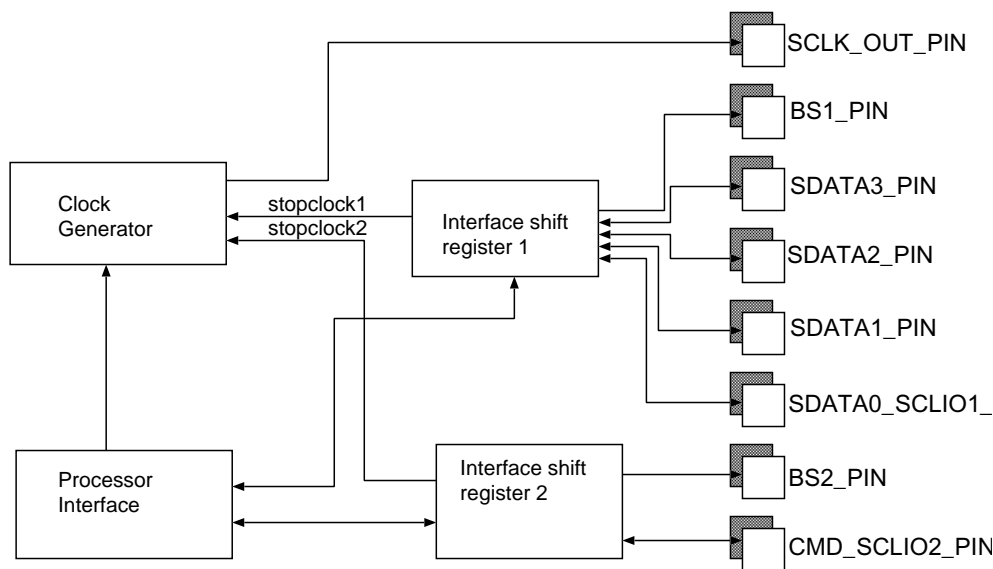 SCLK_OUT_PIN
BS1_PIN
SDATA3_PIN
Clock
Generator
stopclock1
stopclock2
Interface shift
register 1
SDATA2_PIN
SDATA1_PIN
SDATA0_SCLIO1_
Processor
Interface
Interface shift
register 2
BS2_PIN
CMD_SCLIO2_PIN